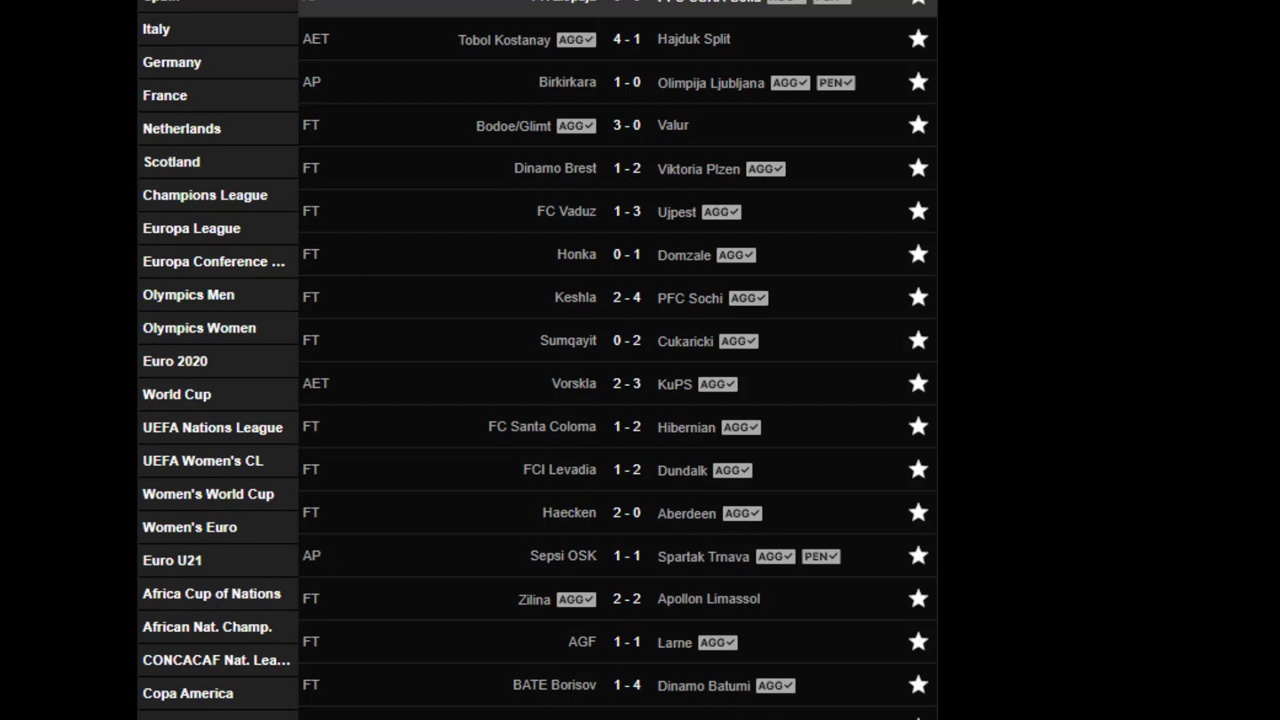 Italy
Germany
France
Netherlands
Scotland
Champions League
Europa League
Europa Conference ...
Olympics Men
Olympics Women
Euro 2020
World Cup
UEFA Nations League
UEFA Women's CL
Women's World Cup
Women's Euro
Euro U21
Africa Cup of Nations
African Nat. Champ.
CONCACAF Nat. Lea...
Copa America
AET Tobol Kostanay AGG✓ 4 - 1 Hajduk Split
AP Birkirkara 1 - 0 Olimpija Ljubljana AGG✓ PEN✓
FT Bodoe/Glimt AGG✓ 3 - 0 Valur
FT Dinamo Brest 1 - 2 Viktoria Plzen AGG✓
FT FC Vaduz 1 - 3 Ujpest AGG✓
FT Honka 0 - 1 Domzale AGG✓
FT Keshla 2 - 4 PFC Sochi AGG✓
FT Sumqayit 0 - 2 Cukaricki AGG✓
AET Vorskla 2 - 3 KuPS AGG✓
FT FC Santa Coloma 1 - 2 Hibernian AGG✓
FT FCI Levadia 1 - 2 Dundalk AGG✓
FT Haecken 2 - 0 Aberdeen AGG✓
AP Sepsi OSK 1 - 1 Spartak Trnava AGG✓ PEN✓
FT Zilina AGG✓ 2 - 2 Apollon Limassol
FT AGF 1 - 1 Larne AGG✓
FT BATE Borisov 1 - 4 Dinamo Batumi AGG✓